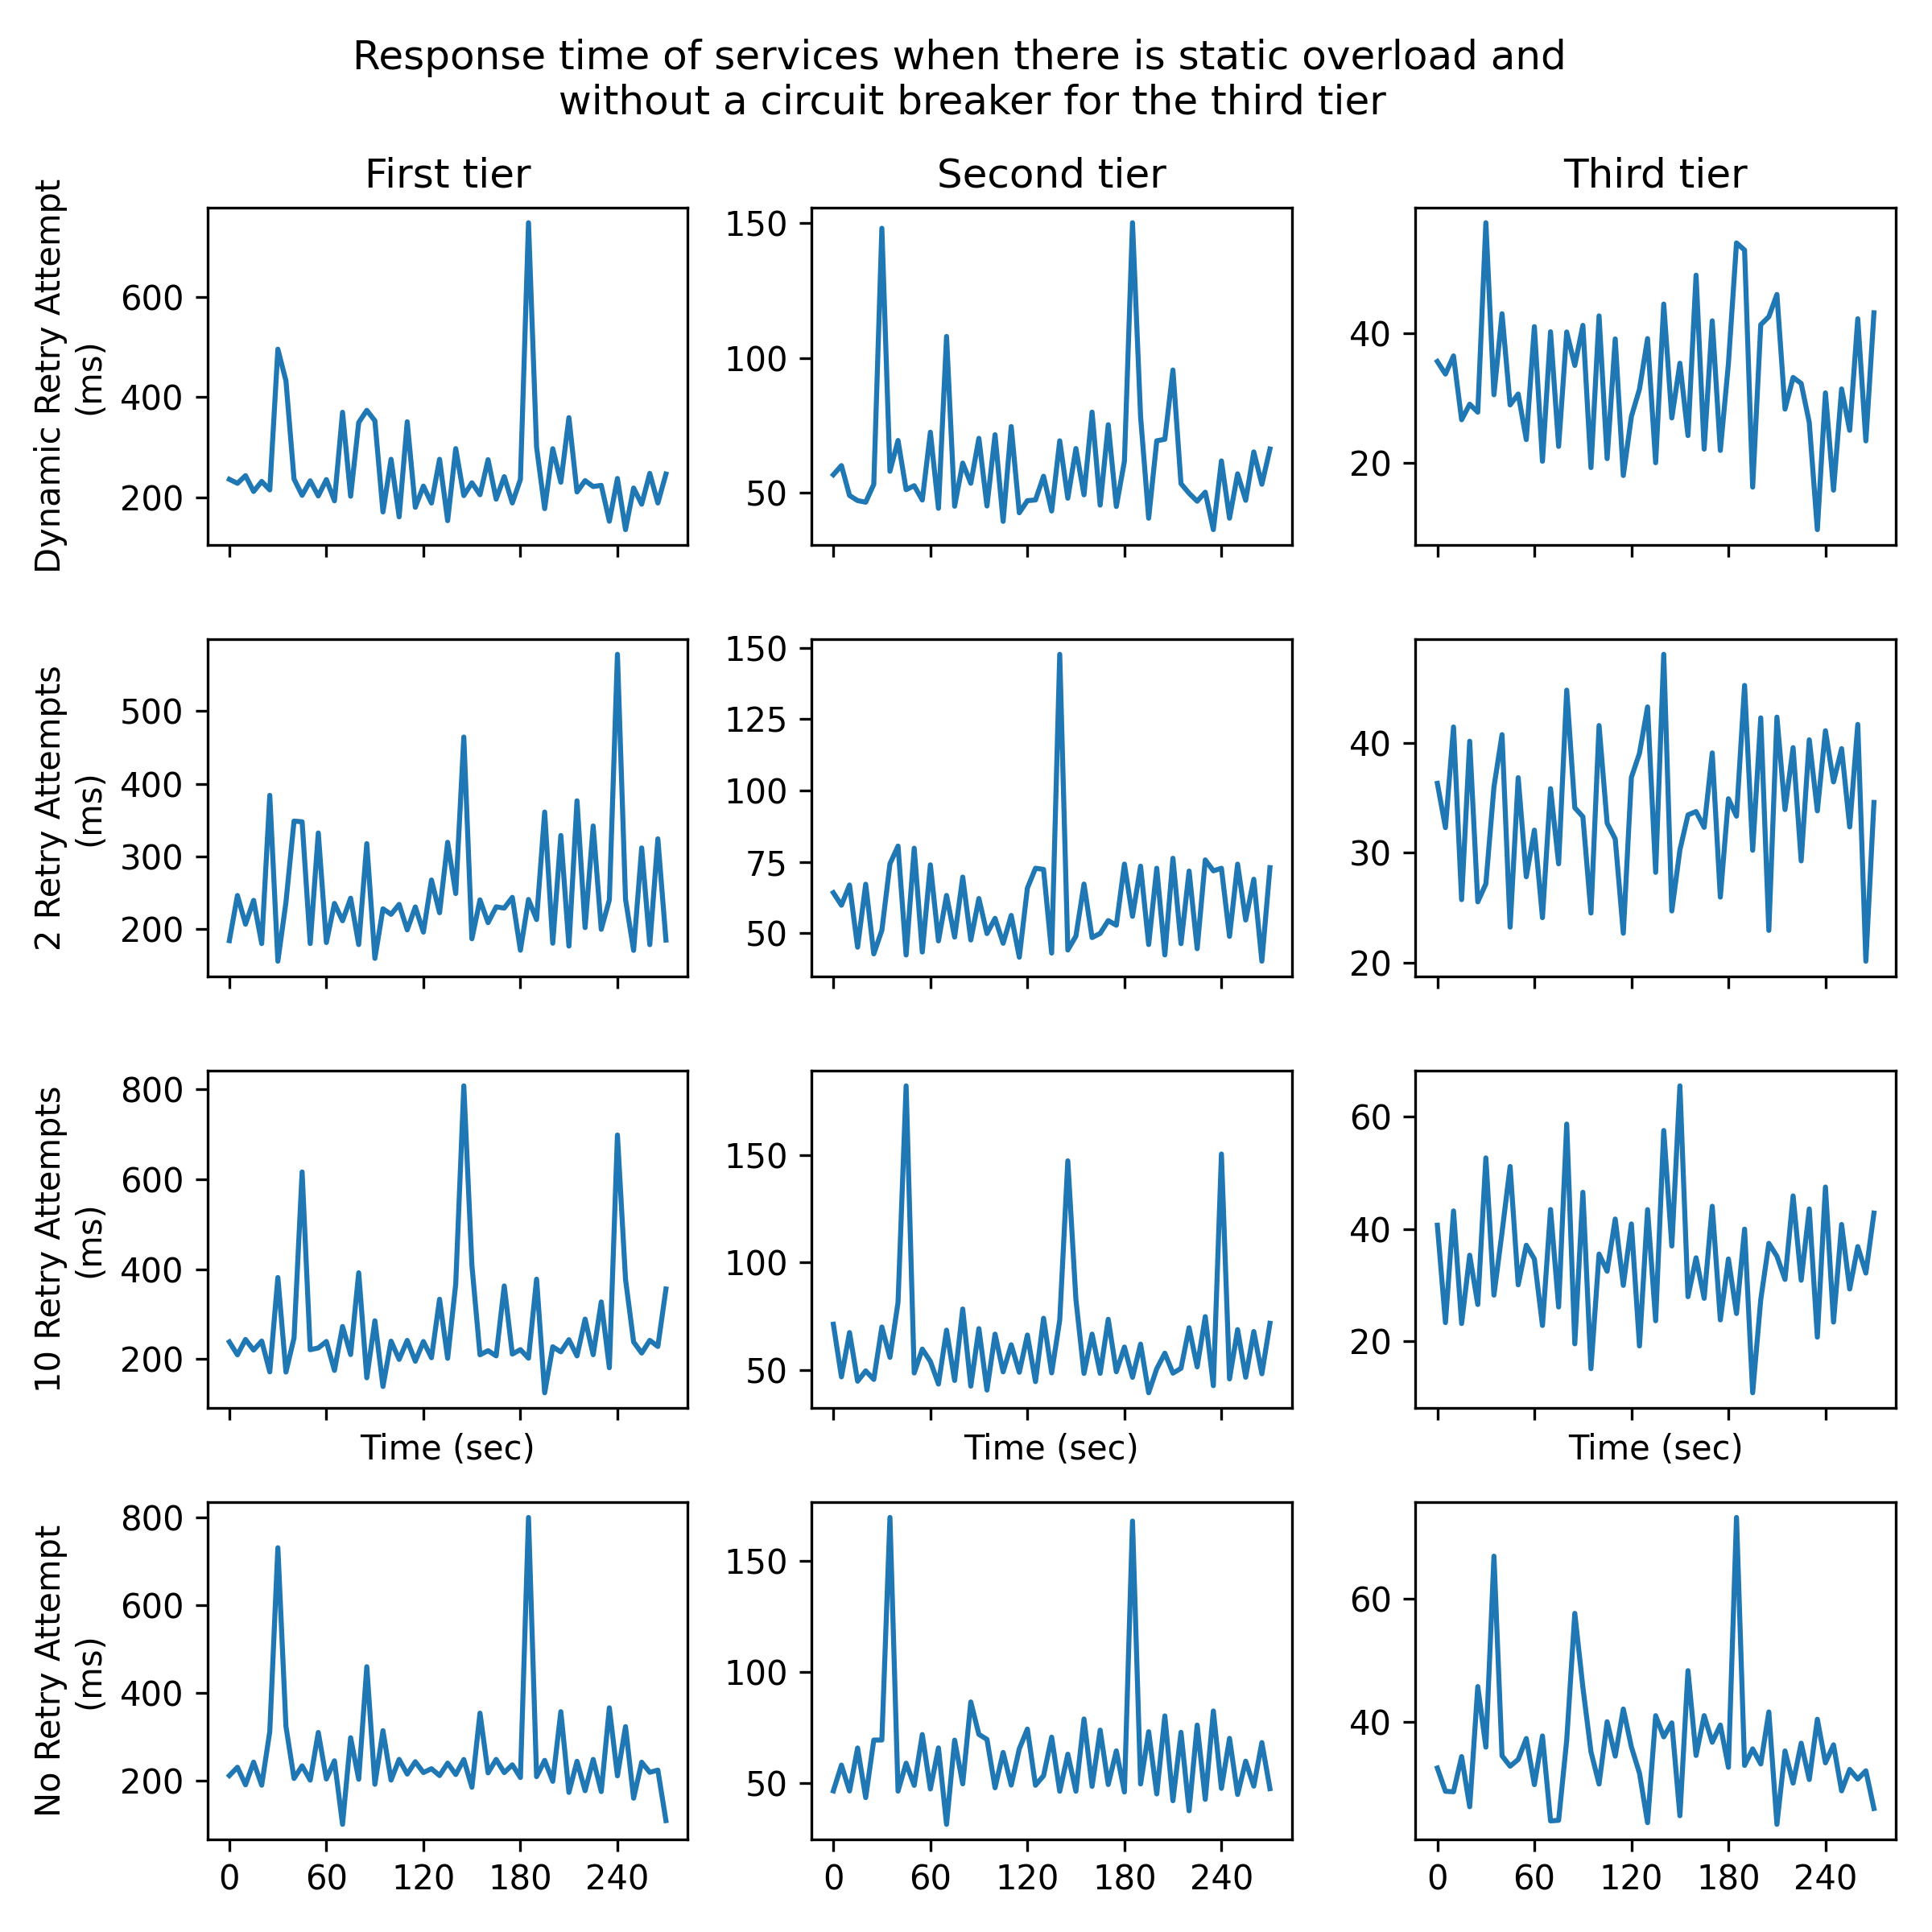 Response time of services when there is static overload and
without a circuit breaker for the third tier
First tier
Second tier
Third tier
Dynamic Retry Attempt
(ms)
600
400
200
150
100
50
40
20
2 Retry Attempts
(ms)
500
400
300
200
150
125
100
75
50
40
30
20
10 Retry Attempts
(ms)
800
600
400
200
150
100
50
60
40
20
Time (sec)
Time (sec)
Time (sec)
No Retry Attempt
(ms)
800
600
400
200
150
100
50
60
40
0 60 120 180 240
0 60 120 180 240
0 60 120 180 240